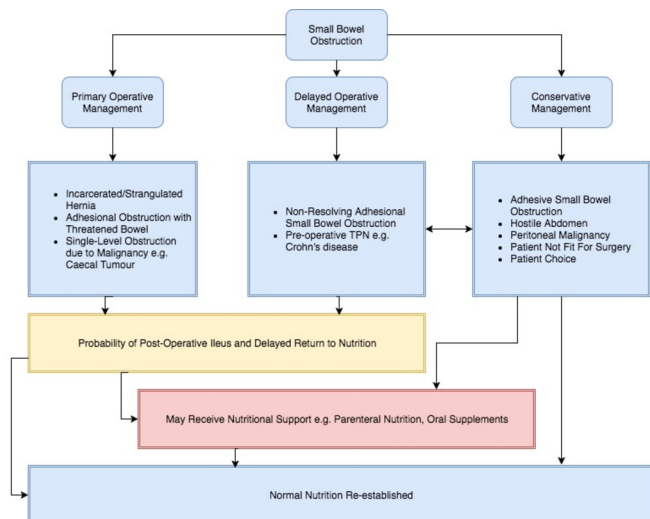 Small Bowel
Obstruction
Primary Operative
Management
Delayed Operative
Management
Conservative
Management
Incarcerated/Strangulated
Hernia
Adhesional Obstruction with
Threatened Bowel
Single-Level Obstruction
due to Malignancy e.g.
Caecal Tumour
Non-Resolving Adhesional
Small Bowel Obstruction
Pre-operative TPN e.g.
Crohn's disease
Adhesive Small Bowel
Obstruction
Hostile Abdomen
Peritoneal Malignancy
Patient Not Fit For Surgery
Patient Choice
Probability of Post-Operative Ileus and Delayed Return to Nutrition
May Receive Nutritional Support e.g. Parenteral Nutrition, Oral Supplements
Normal Nutrition Re-established